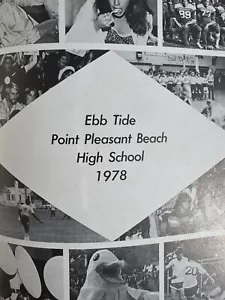 Ebb Tide
Point Pleasant Beach
High School
1978